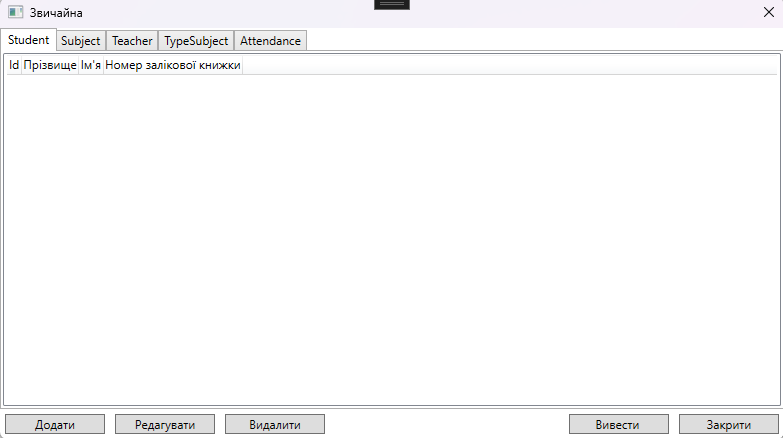 Звичайна
Student Subject Teacher TypeSubject Attendance
Id Прізвище Ім'я Номер залікової книжки
Додати Редагувати Видалити Вивести Закрити